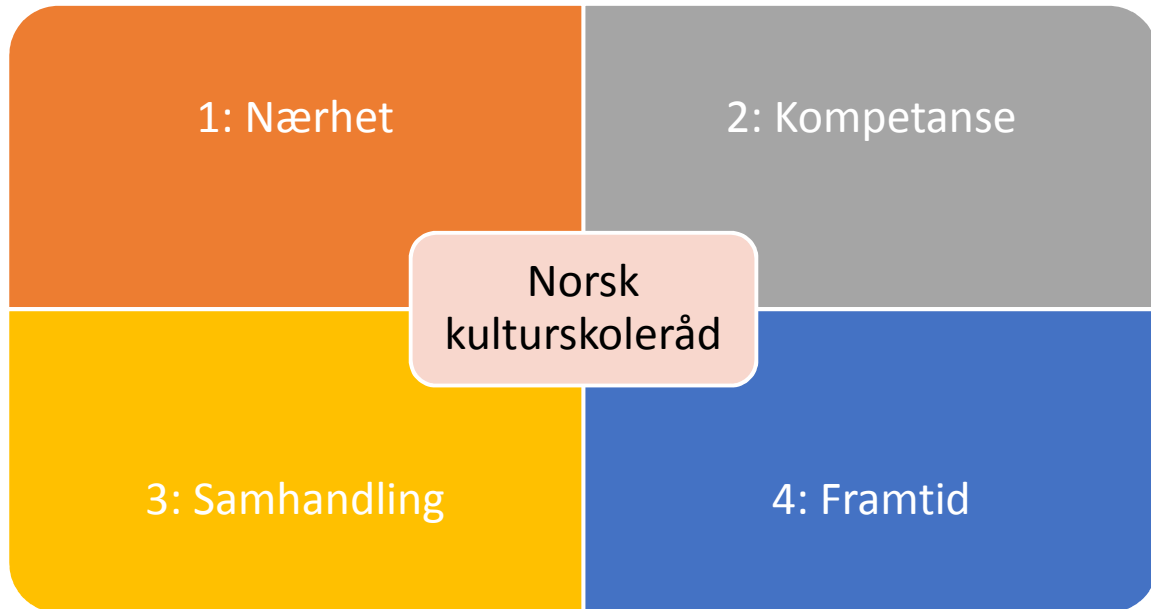 1: Nærhet
2: Kompetanse
Norsk
kulturskoleråd
3: Samhandling
4: Framtid